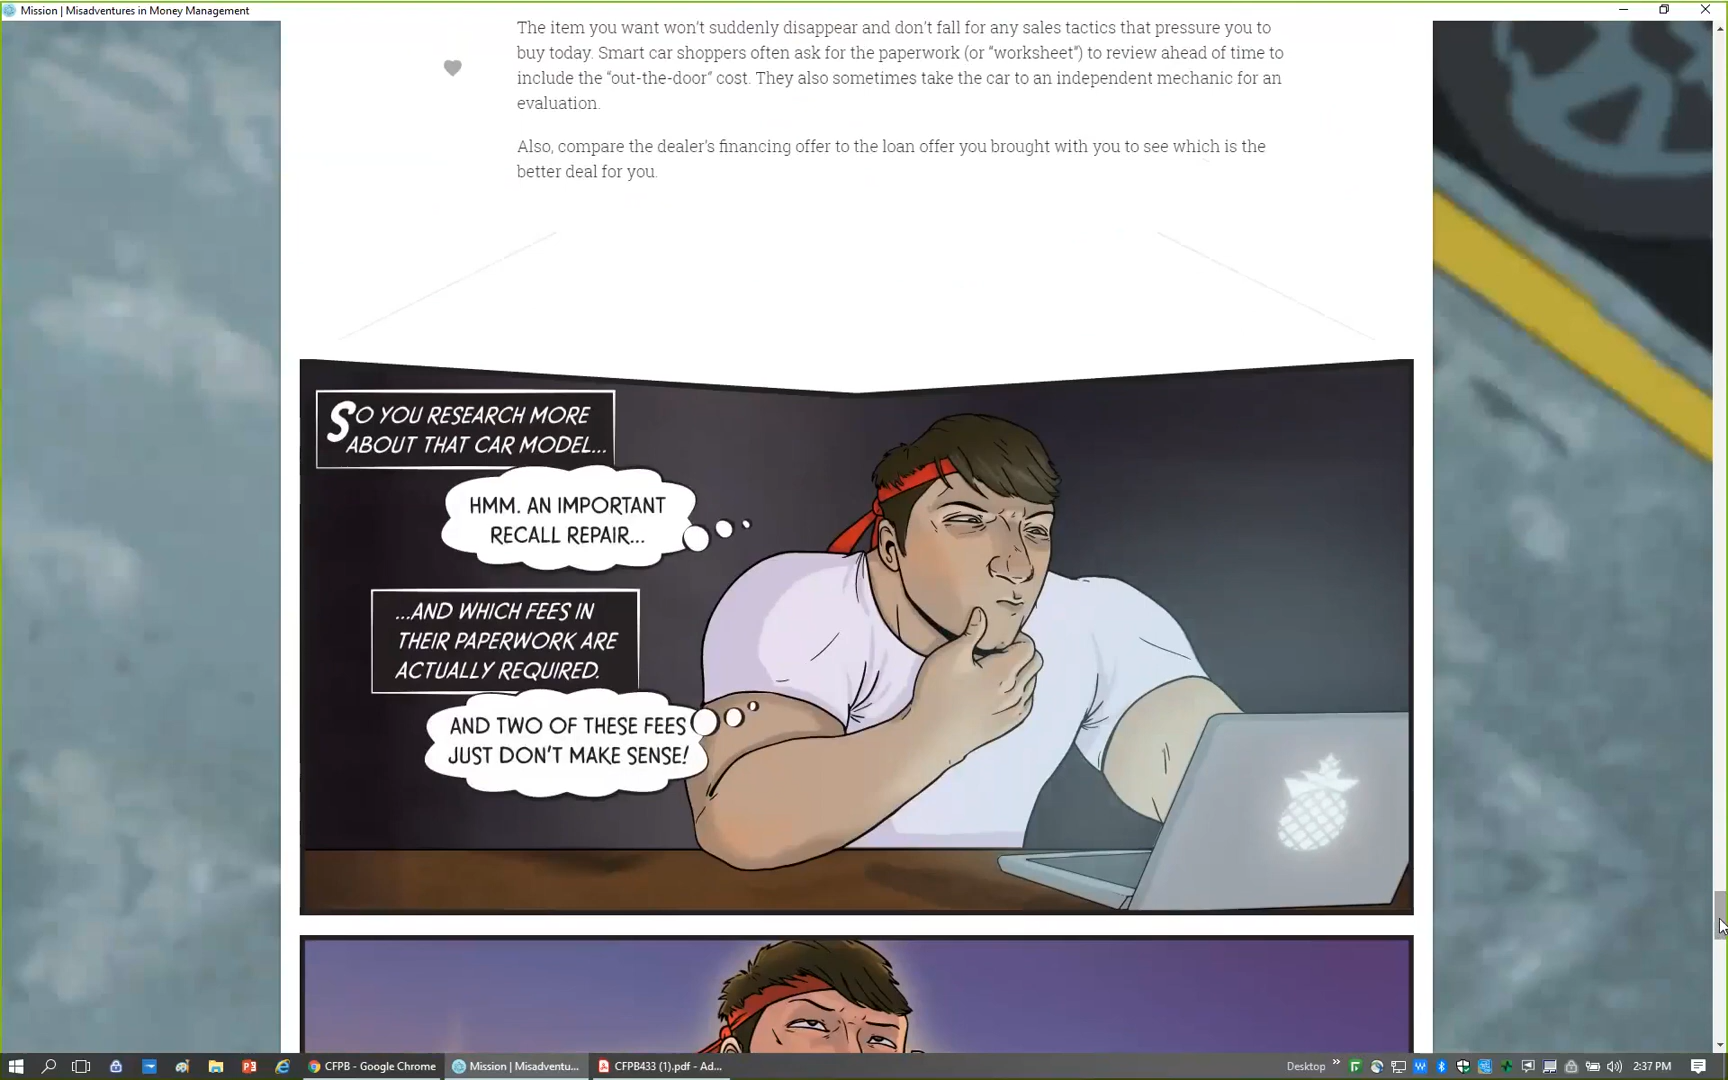 Mission | Misadventures in Money Management
The item you want won't suddenly disappear and don't fall for any sales tactics that pressure you to
buy today. Smart car shoppers often ask for the paperwork (or “worksheet”) to review ahead of time to
include the “out-the-door” cost. They also sometimes take the car to an independent mechanic for an
evaluation.
Also, compare the dealer's financing offer to the loan offer you brought with you to see which is the
better deal for you.
SO YOU RESEARCH MORE
ABOUT THAT CAR MODEL...
HMM. AN IMPORTANT
RECALL REPAIR...
...AND WHICH FEES IN
THEIR PAPERWORK ARE
ACTUALLY REQUIRED.
AND TWO OF THESE FEES
JUST DON'T MAKE SENSE!
CFPB - Google Chrome
Mission | Misadventu...
CFPB433 (1).pdf - Ad...
Desktop
2:37 PM